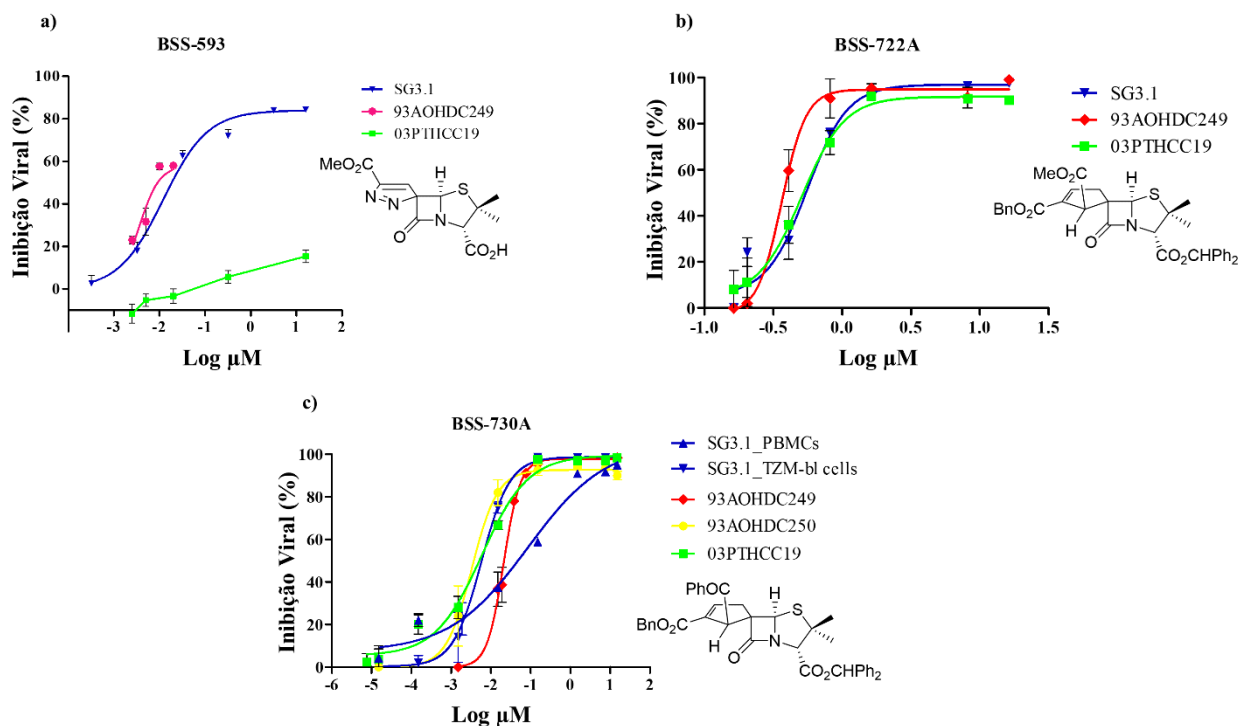 a)
BSS-593
Inibição Viral (%)
100
80
60
40
20
0
-3
-2
-1
0
1
2
Log µM
SG3.1
93AOHDC249
03PTHCC19
MeO₂C
H
S
N
N
N
O
CO₂H
b)
BSS-722A
Inibição Viral (%)
100
80
60
40
20
0
-1.0
-0.5
0.0
0.5
1.0
1.5
Log µM
SG3.1
93AOHDC249
03PTHCC19
MeO₂C
H
S
BnO₂C
N
H
O
CO₂CHPh₂
c)
BSS-730A
Inibição Viral (%)
100
80
60
40
20
0
-6
-5
-4
-3
-2
-1
0
1
2
Log µM
SG3.1_PBMCs
SG3.1_TZM-bl cells
93AOHDC249
93AOHDC250
03PTHCC19
PhOC
H
S
BnO₂C
N
H
O
CO₂CHPh₂